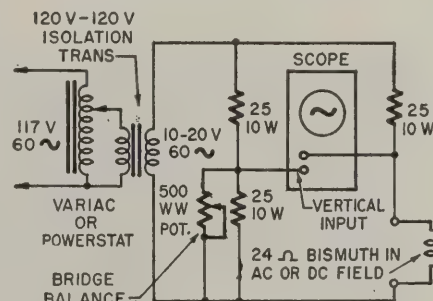 120 V–120 V
ISOLATION
TRANS
SCOPE
117 V
60 ~
10–20 V
60 ~
25
10 W
25
10 W
500
WW
POT.
25
10 W
VERTICAL
INPUT
VARIAC
OR
POWERSTAT
24 Ω BISMUTH IN
AC OR DC FIELD
BRIDGE
BALANCE